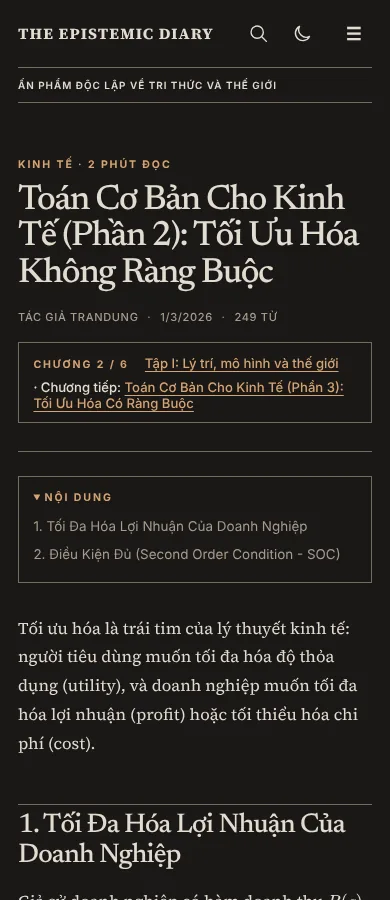 THE EPISTEMIC DIARY
ẤN PHẨM ĐỘC LẬP VỀ TRI THỨC VÀ THẾ GIỚI
KINH TẾ · 2 PHÚT ĐỌC
Toán Cơ Bản Cho Kinh
Tế (Phần 2): Tối Ưu Hóa
Không Ràng Buộc
TÁC GIẢ TRANDUNG · 1/3/2026 · 249 TỪ
CHƯƠNG 2 / 6 Tập I: Lý trí, mô hình và thế giới
· Chương tiếp: Toán Cơ Bản Cho Kinh Tế (Phần 3):
Tối Ưu Hóa Có Ràng Buộc
▼ NỘI DUNG
1. Tối Đa Hóa Lợi Nhuận Của Doanh Nghiệp
2. Điều Kiện Đủ (Second Order Condition - SOC)
Tối ưu hóa là trái tim của lý thuyết kinh tế:
người tiêu dùng muốn tối đa hóa độ thỏa
dụng (utility), và doanh nghiệp muốn tối đa
hóa lợi nhuận (profit) hoặc tối thiểu hóa chi
phí (cost).
1. Tối Đa Hóa Lợi Nhuận Của
Doanh Nghiệp